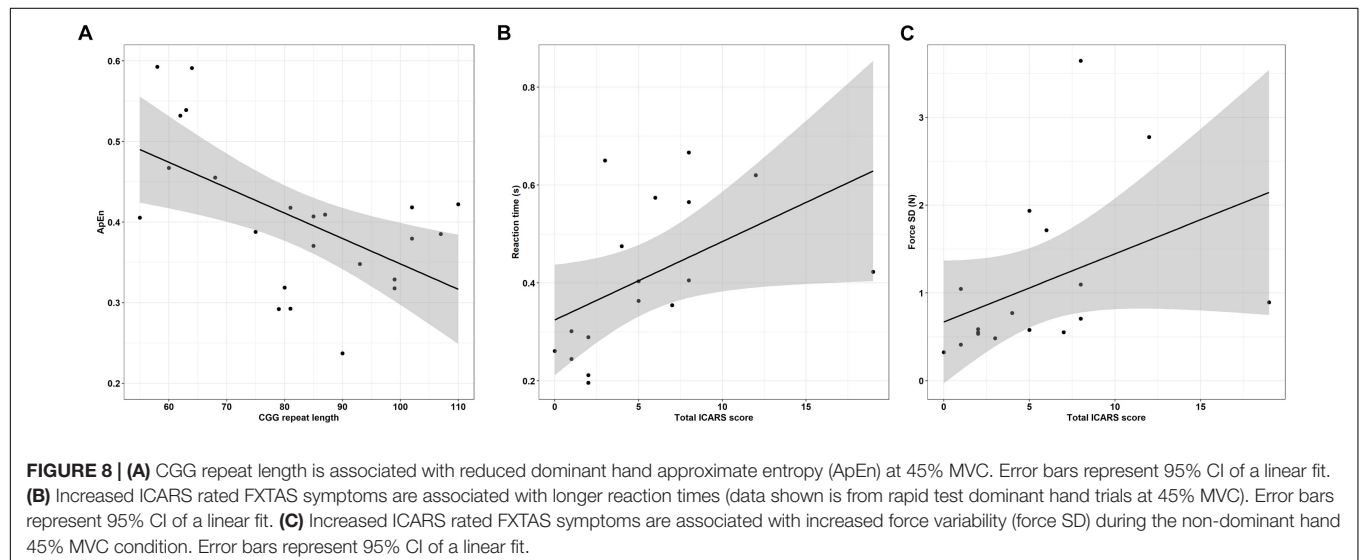 A
B
C
0.6
0.5
0.4
0.3
0.2
ApEn
60 70 80 90 100 110
CGG repeat length
0.8
0.6
0.4
0.2
Reaction time (s)
0 5 10 15
Total ICARS score
3
2
1
0
Force SD (N)
0 5 10 15
Total ICARS score
FIGURE 8 | (A) CGG repeat length is associated with reduced dominant hand approximate entropy (ApEn) at 45% MVC. Error bars represent 95% CI of a linear fit.
(B) Increased ICARS rated FXTAS symptoms are associated with longer reaction times (data shown is from rapid test dominant hand trials at 45% MVC). Error bars
represent 95% CI of a linear fit. (C) Increased ICARS rated FXTAS symptoms are associated with increased force variability (force SD) during the non-dominant hand
45% MVC condition. Error bars represent 95% CI of a linear fit.